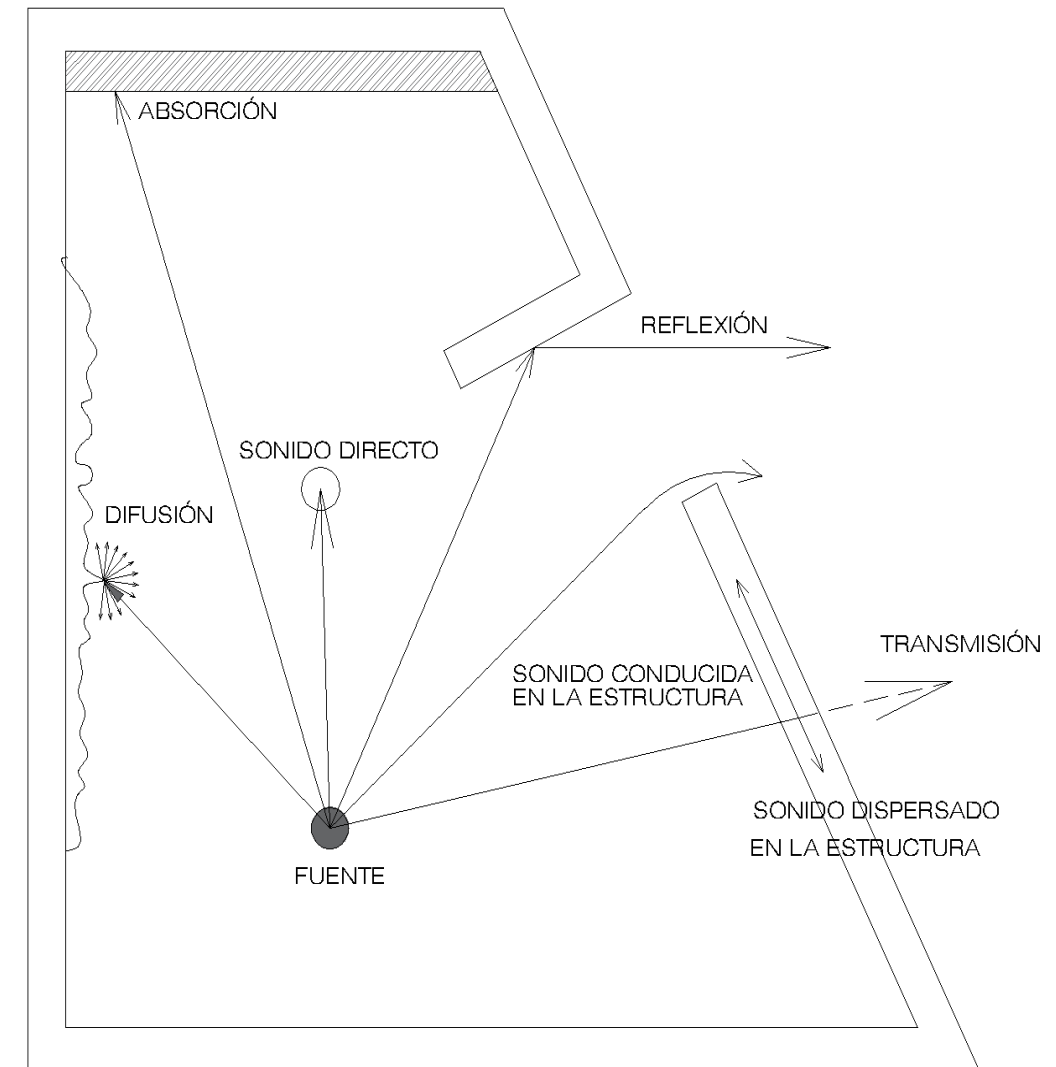 ABSORCIÓN
REFLEXIÓN
SONIDO DIRECTO
DIFUSIÓN
TRANSMISIÓN
SONIDO CONDUCIDA
EN LA ESTRUCTURA
SONIDO DISPERSADO
EN LA ESTRUCTURA
FUENTE